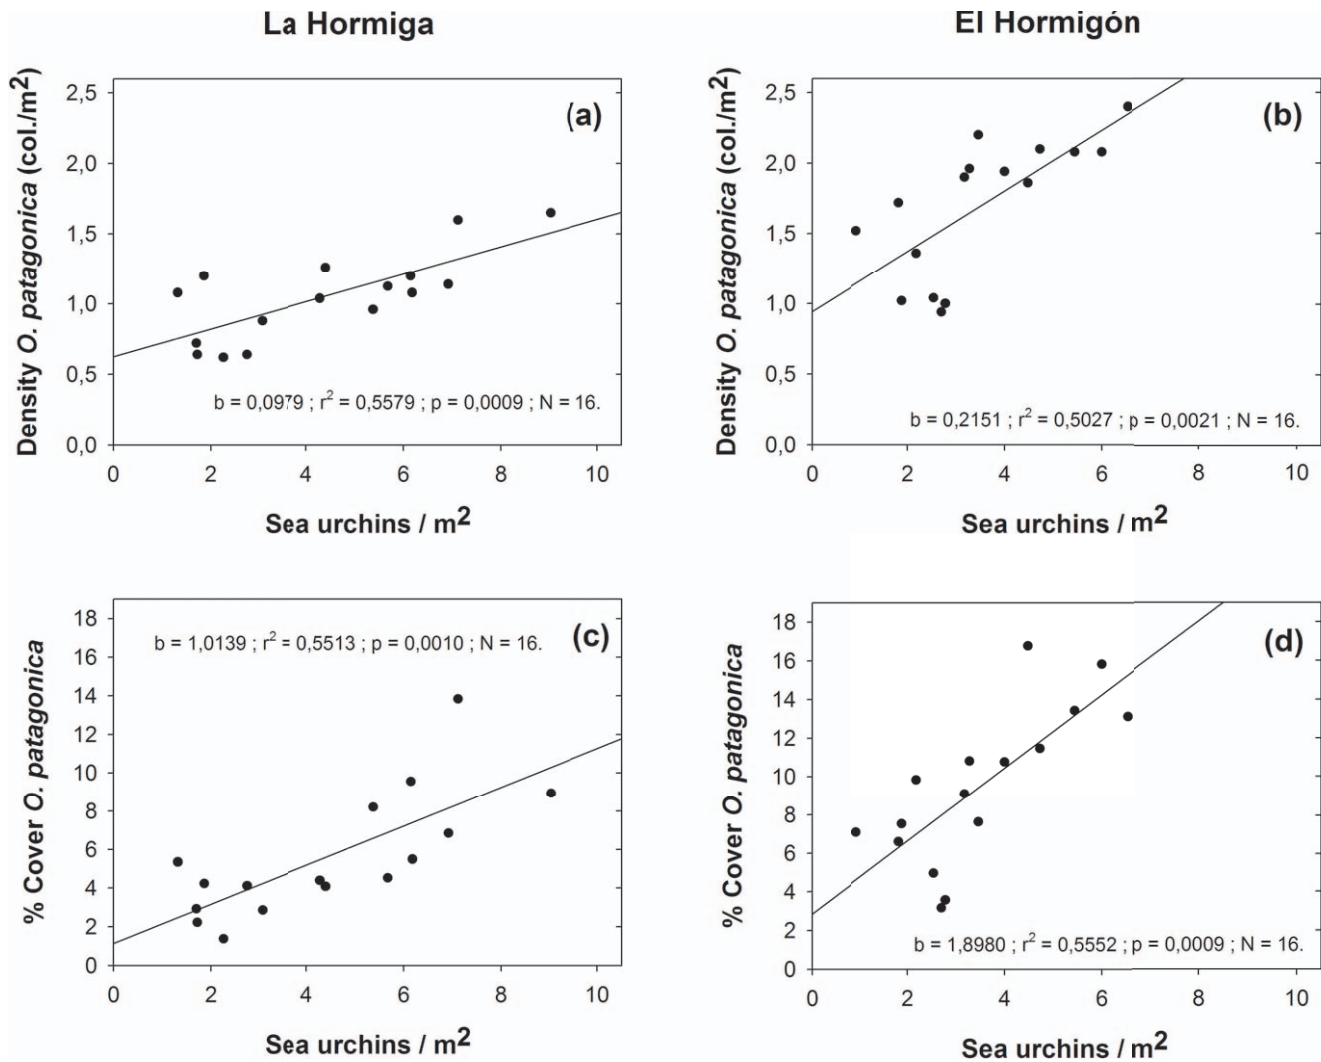 La Hormiga
El Hormigón
Density O. patagonica (col./m²)
2,5
2,0
1,5
1,0
0,5
0,0
(a)
b = 0,0979 ; r² = 0,5579 ; p = 0,0009 ; N = 16.
0 2 4 6 8 10
Sea urchins / m²
Density O. patagonica (col./m²)
2,5
2,0
1,5
1,0
0,5
0,0
(b)
b = 0,2151 ; r² = 0,5027 ; p = 0,0021 ; N = 16.
0 2 4 6 8 10
Sea urchins / m²
% Cover O. patagonica
18
16
14
12
10
8
6
4
2
0
b = 1,0139 ; r² = 0,5513 ; p = 0,0010 ; N = 16.
(c)
0 2 4 6 8 10
Sea urchins / m²
% Cover O. patagonica
18
16
14
12
10
8
6
4
2
0
(d)
b = 1,8980 ; r² = 0,5552 ; p = 0,0009 ; N = 16.
0 2 4 6 8 10
Sea urchins / m²